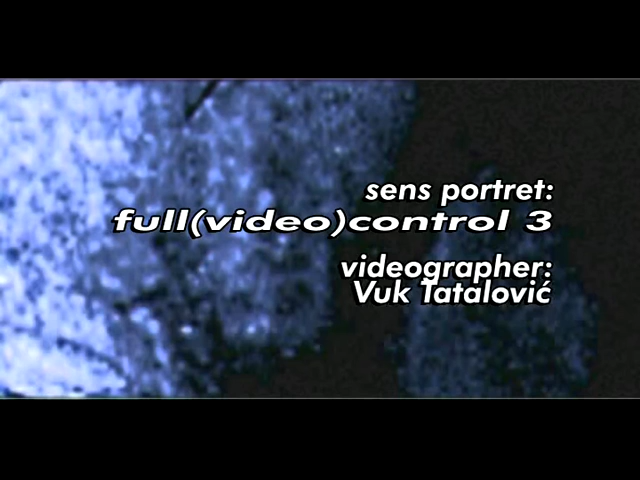 sens portret:
full(video)control 3
videographer:
Vuk Tatalović